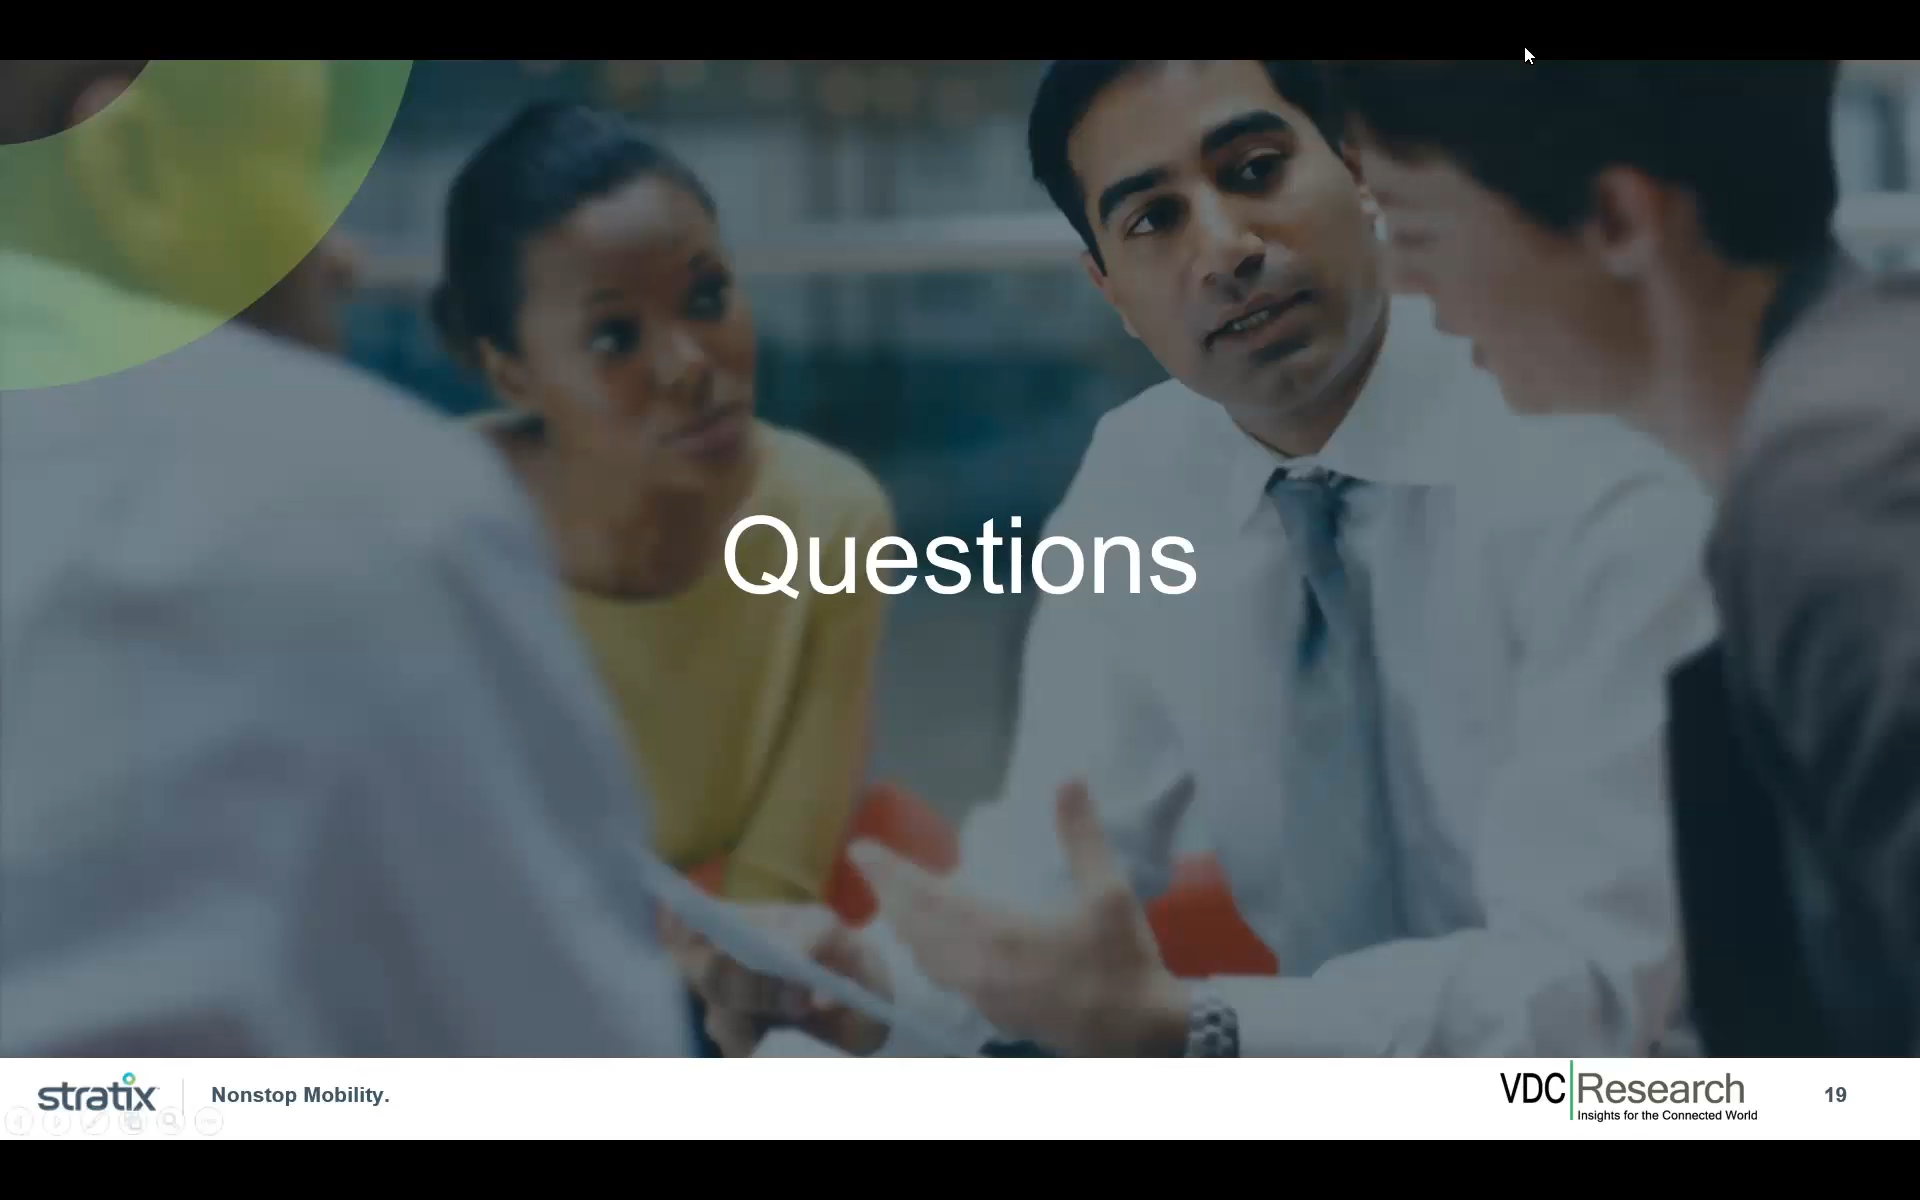 Questions
stratix
Nonstop Mobility.
VDC Research
Insights for the Connected World
19